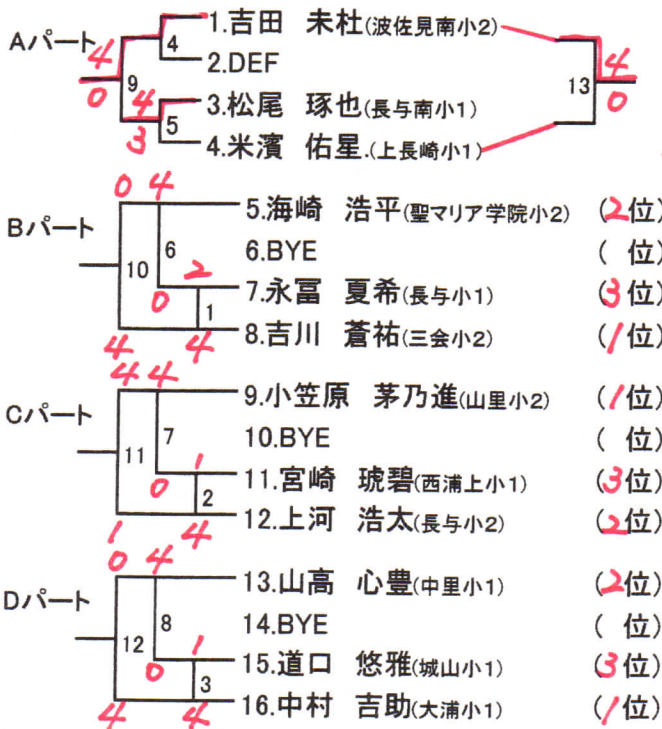 1.吉田 未杜(波佐見南小2)
Aパート 4 4 4
2.DEF
9 13
0 4 3.松尾 琢也(長与南小1) 0
3 5
4.米濱 佑星.(上長崎小1)
0 4
5.海崎 浩平(聖マリア学院小2) (2位)
Bパート 6
6.BYE ( 位)
10 2
0 7.永冨 夏希(長与小1) (3位)
1
8.吉川 蒼祐(三会小2) (1位)
4 4
4 4
9.小笠原 茅乃進(山里小2) (1位)
Cパート 7
10.BYE ( 位)
11 1
0 11.宮崎 琥碧(西浦上小1) (3位)
2
12.上河 浩太(長与小2) (2位)
1 4
0 4
13.山高 心豊(中里小1) (2位)
Dパート 8
14.BYE ( 位)
12 1
0 15.道口 悠雅(城山小1) (3位)
3
16.中村 吉助(大浦小1) (1位)
4 4